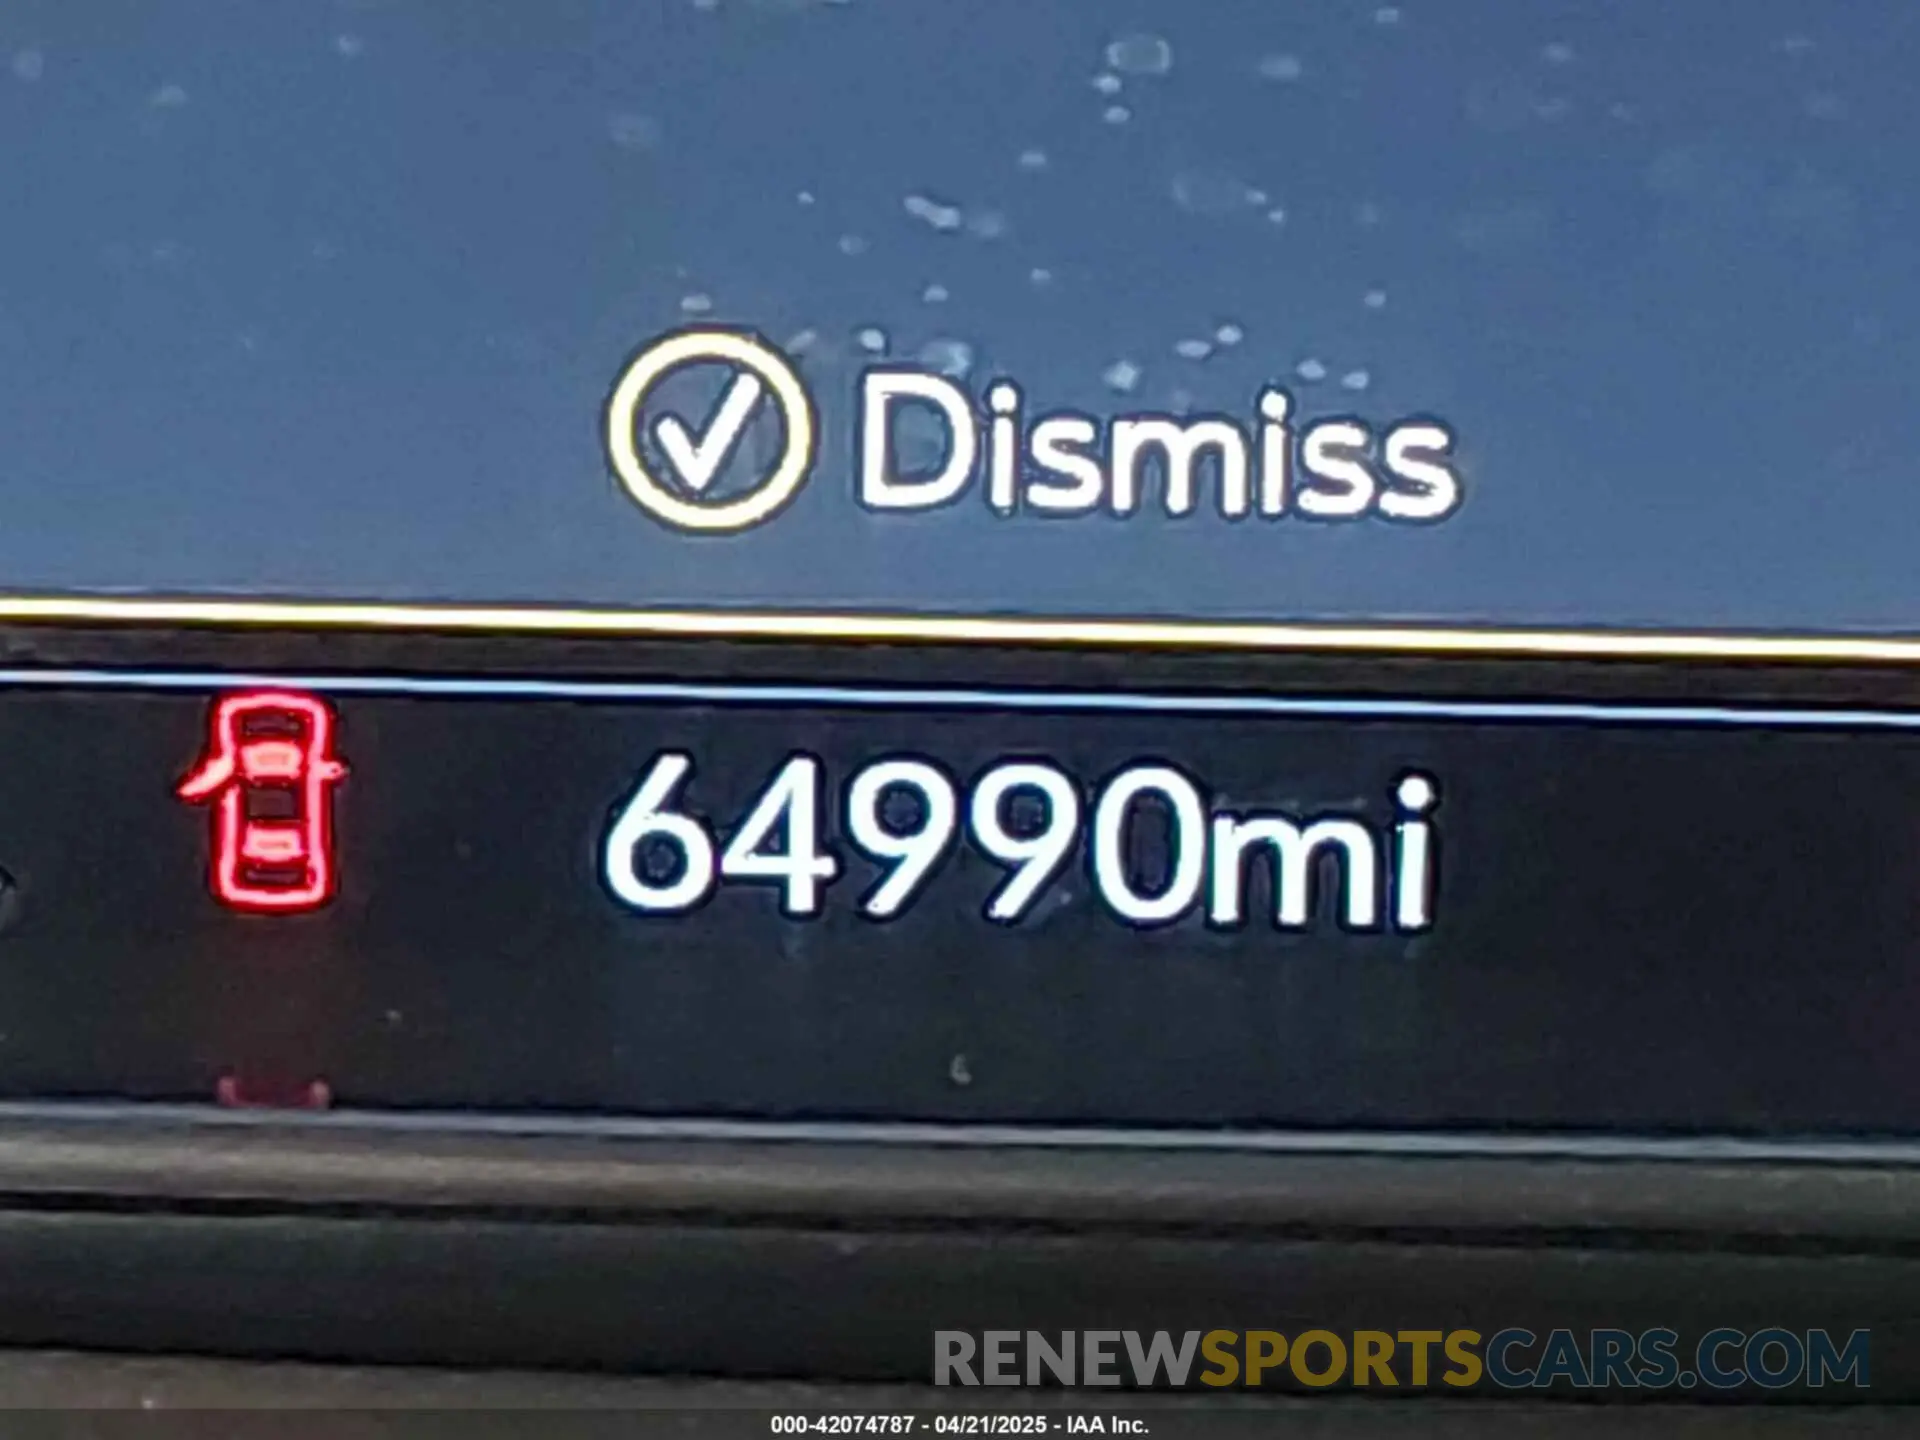 Dismiss
64990mi
RENEWSPORTSCARS.COM
000-42074787 - 04/21/2025 - IAA Inc.